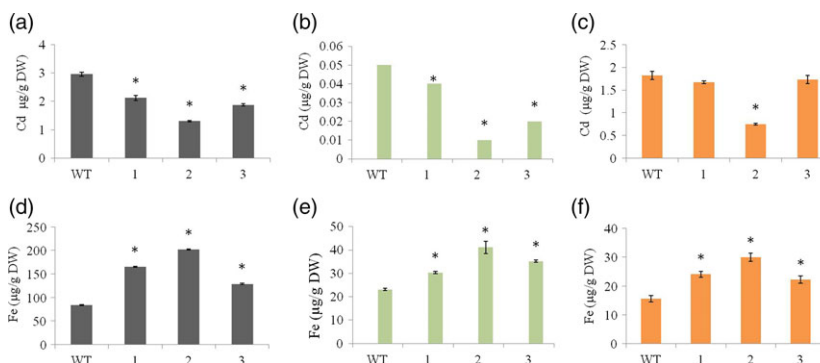 (a)
Cd µg/g DW)
4
3
2
1
0
*
*
*
WT 1 2 3
(b)
Cd (µg/g DW)
0.06
0.05
0.04
0.03
0.02
0.01
0
*
*
*
WT 1 2 3
(c)
Cd (µg/g DW)
2.5
2
1.5
1
0.5
0
*
WT 1 2 3
(d)
Fe (µg/g DW)
250
200
150
100
50
0
*
*
*
WT 1 2 3
(e)
Fe (µg/g DW)
50
40
30
20
10
0
*
*
*
WT 1 2 3
(f)
Fe (µg/g DW)
40
30
20
10
0
*
*
*
WT 1 2 3